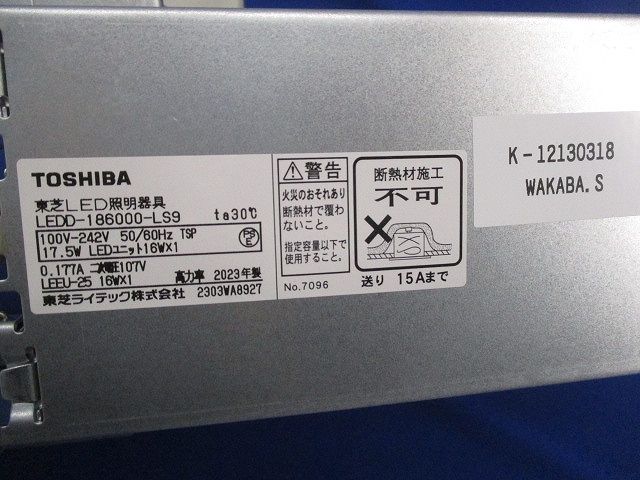 TOSHIBA
東芝LED照明器具
LEDD-186000-LS9 ta30℃
100V-242V 50/60Hz TSP
17.5W LEDユニット16WX1
PS
E
0.177A 二次電圧107V
LEEU-25 16WX1 高力率 2023年製
東芝ライテック株式会社 2303WA8927
警告
火災のおそれあり
断熱材で覆わ
ないこと。
指定容量以下で
使用すること。
No.7096
断熱材施工
不可
送り 15Aまで
K-12130318
WAKABA.S